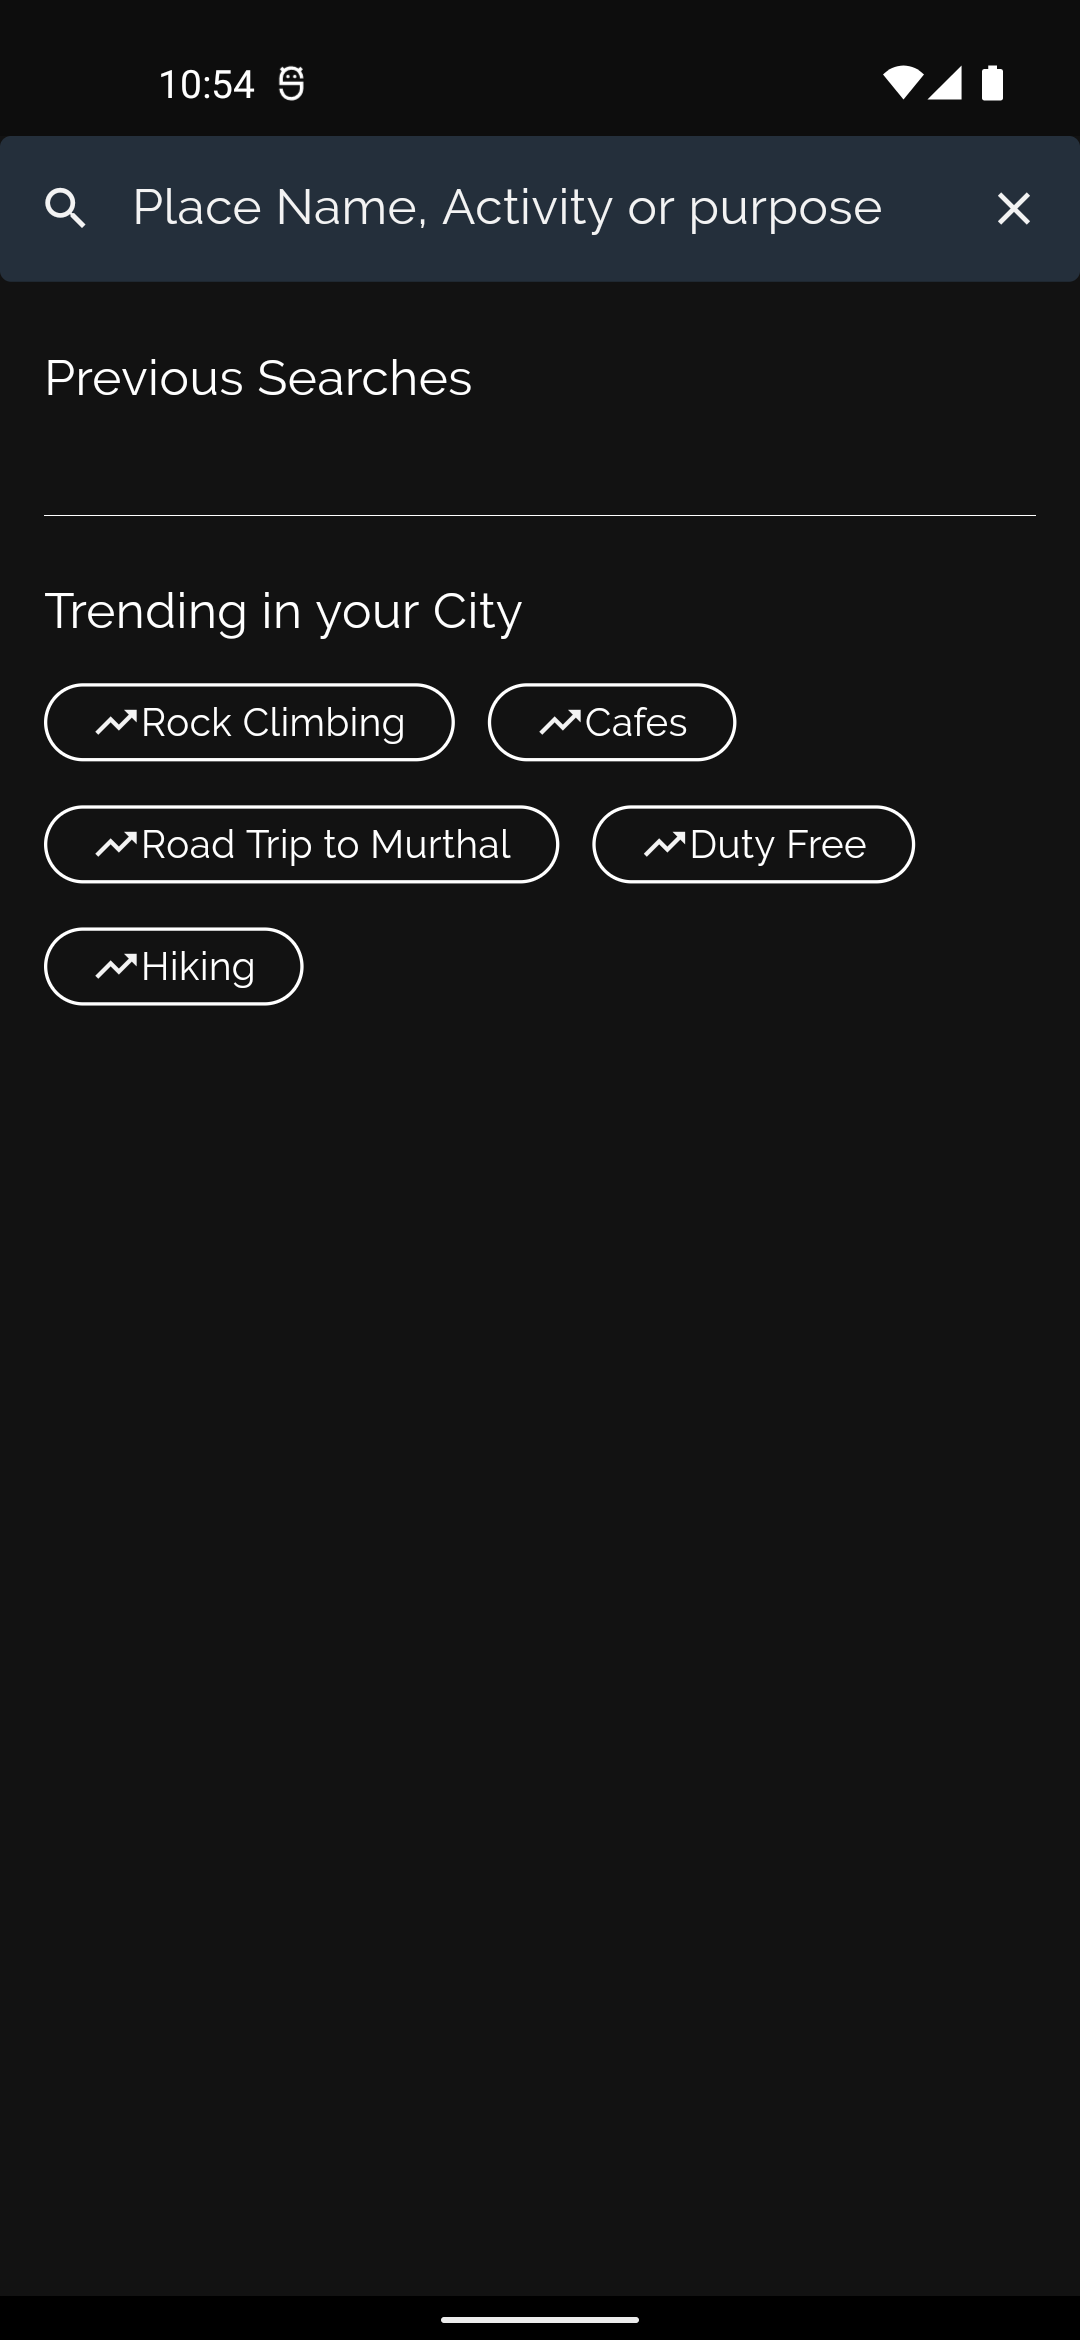 10:54
Place Name, Activity or purpose
Previous Searches
Trending in your City
Rock Climbing
Cafes
Road Trip to Murthal
Duty Free
Hiking